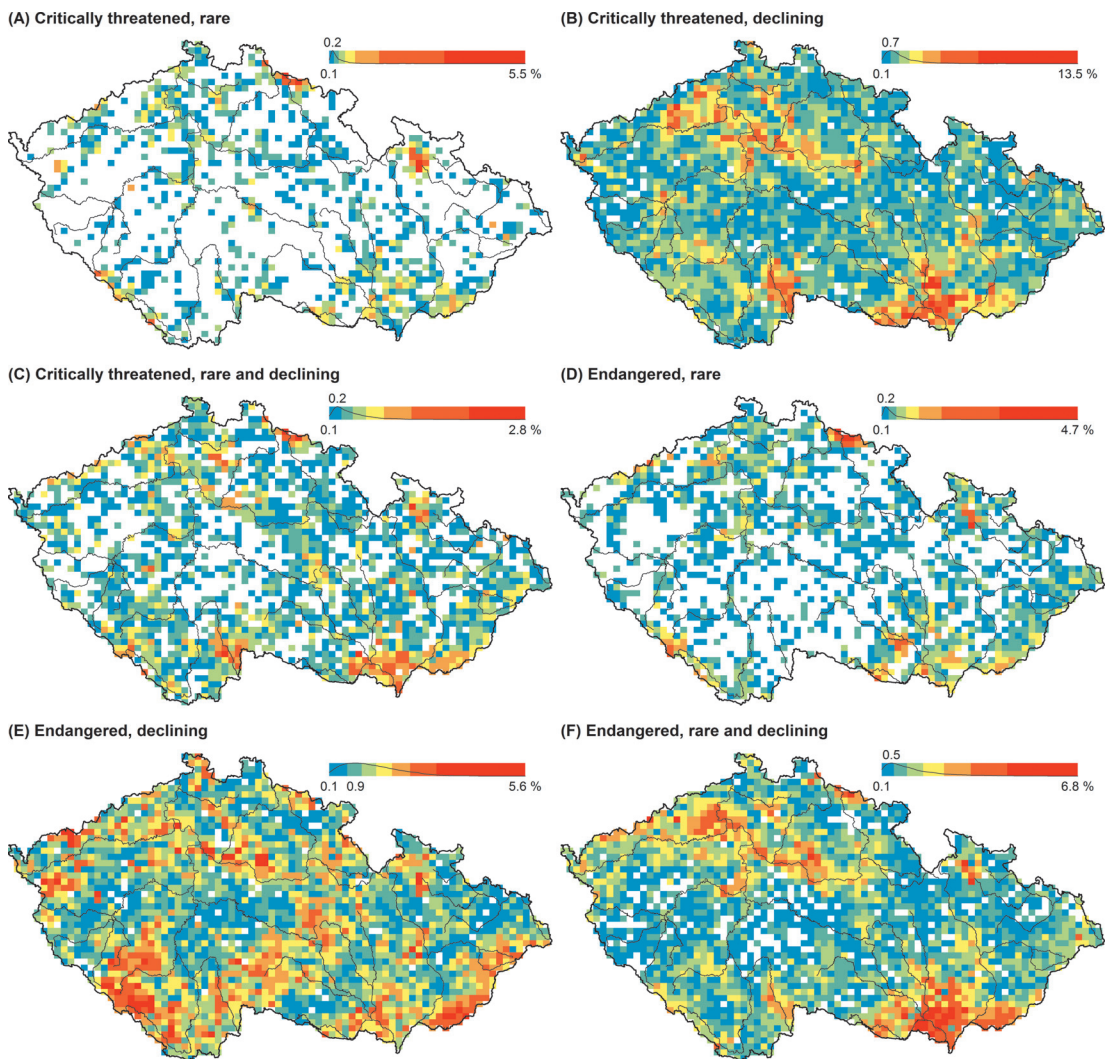 (A) Critically threatened, rare
0.2
0.1 5.5 %
(B) Critically threatened, declining
0.7
0.1 13.5 %
(C) Critically threatened, rare and declining
0.2
0.1 2.8 %
(D) Endangered, rare
0.2
0.1 4.7 %
(E) Endangered, declining
0.1 0.9 5.6 %
(F) Endangered, rare and declining
0.5
0.1 6.8 %